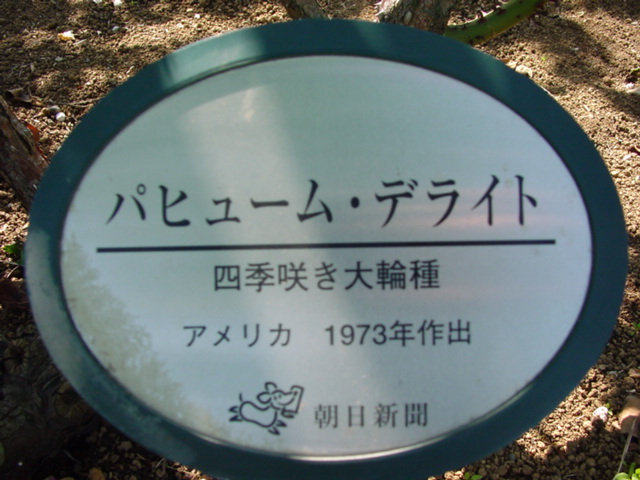 パヒューム・デライト
四季咲き大輪種
アメリカ　1973年作出
朝日新聞